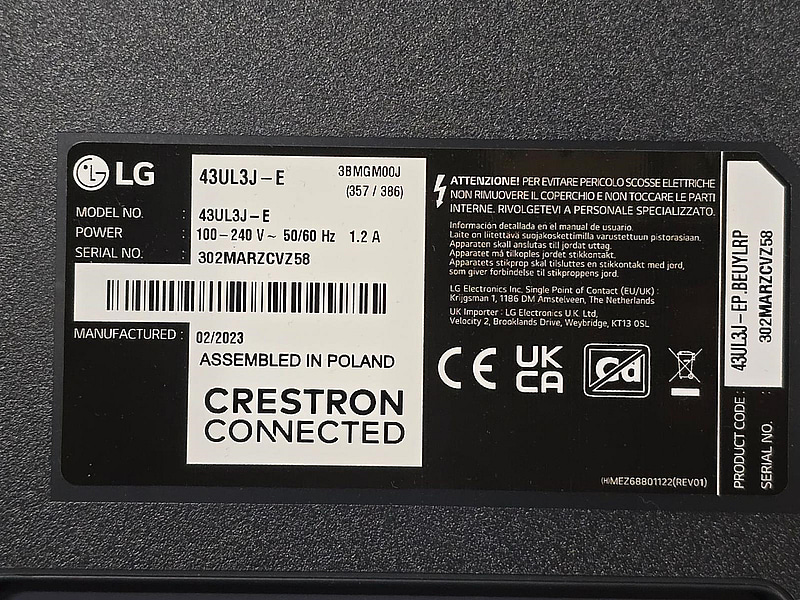 LG
43UL3J-E
3BMGM00J
(357 / 386)
MODEL NO. : 43UL3J-E
POWER : 100-240 V~ 50/60 Hz 1.2 A
SERIAL NO. : 302MARZCVZ58
MANUFACTURED : 02/2023
ASSEMBLED IN POLAND
CRESTRON
CONNECTED
ATTENZIONE! PER EVITARE PERICOLO SCOSSE ELETTRICHE
NON RIMUOVERE IL COPERCHIO E NON TOCCARE LE PARTI
INTERNE. RIVOLGETEVI A PERSONALE SPECIALIZZATO.
Información detallada en el manual de usuario.
Laite on liitettävä suojakoskettimilla varustettuun pistorasiaan.
Apparaten skall anslutas till jordat uttag.
Apparatet må tilkoples jordet stikkontakt.
Apparatets stikprop skal tilsluttes en stikkontakt med jord,
som giver forbindelse til stikproppens jord.
LG Electronics Inc. Single Point of Contact (EU/UK) :
Krijgsman 1, 1186 DM Amstelveen, The Netherlands
UK Importer : LG Electronics U.K. Ltd,
Velocity 2, Brooklands Drive, Weybridge, KT13 0SL
CE
UK
CA
Cd
(H)MEZ68801122(REV01)
PRODUCT CODE : 43UL3J-EP.BEUYLRP
SERIAL NO. : 302MARZCVZ58